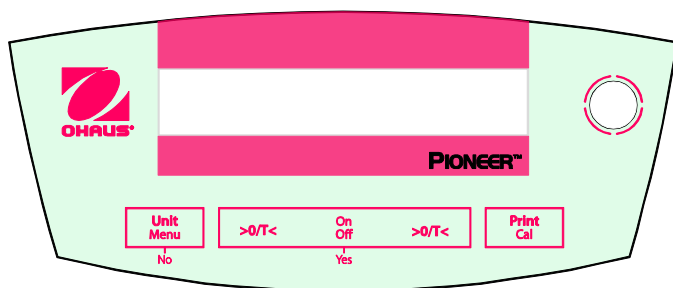 OHAUS®
PIONEER™
Unit
Menu
No
>0/T<
On
Off
>0/T<
Yes
Print
Cal